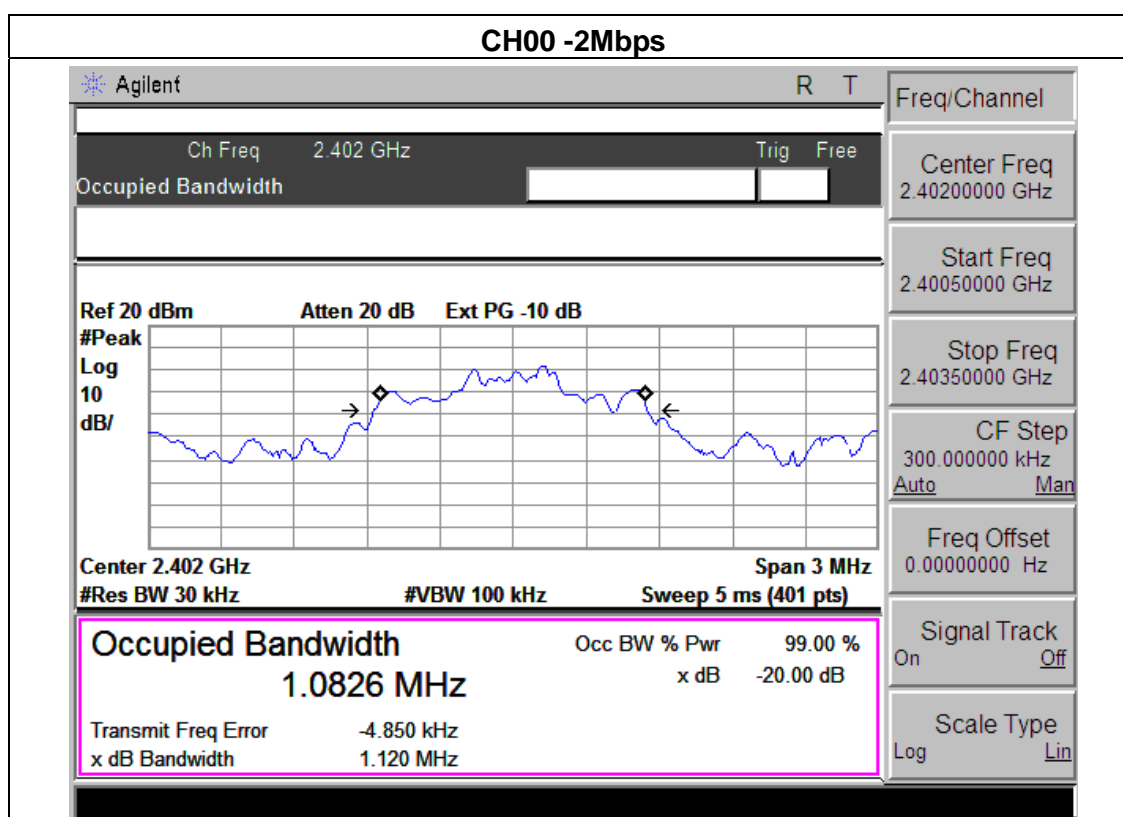 CH00 -2Mbps
Agilent R T
Ch Freq 2.402 GHz Trig Free
Occupied Bandwidth
Ref 20 dBm Atten 20 dB Ext PG -10 dB
#Peak
Log
10
dB/
Center 2.402 GHz Span 3 MHz
#Res BW 30 kHz #VBW 100 kHz Sweep 5 ms (401 pts)
Occupied Bandwidth Occ BW % Pwr 99.00 %
1.0826 MHz x dB -20.00 dB
Transmit Freq Error -4.850 kHz
x dB Bandwidth 1.120 MHz
Freq/Channel
Center Freq
2.40200000 GHz
Start Freq
2.40050000 GHz
Stop Freq
2.40350000 GHz
CF Step
300.000000 kHz
Auto Man
Freq Offset
0.00000000 Hz
Signal Track
On Off
Scale Type
Log Lin